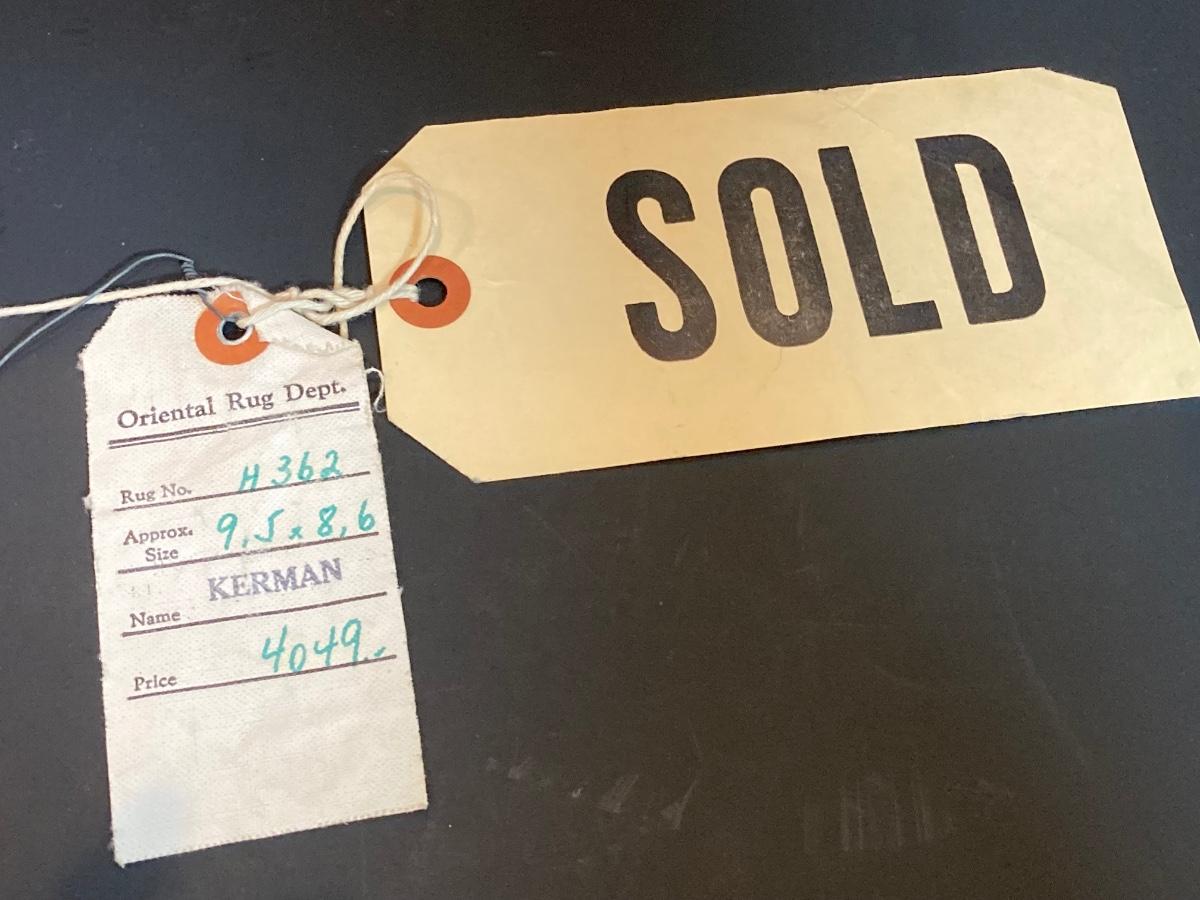 SOLD
Oriental Rug Dept.
Rug No. H362
Approx. Size 9.5 x 8,6
KERMAN
Name
Price 4049.-